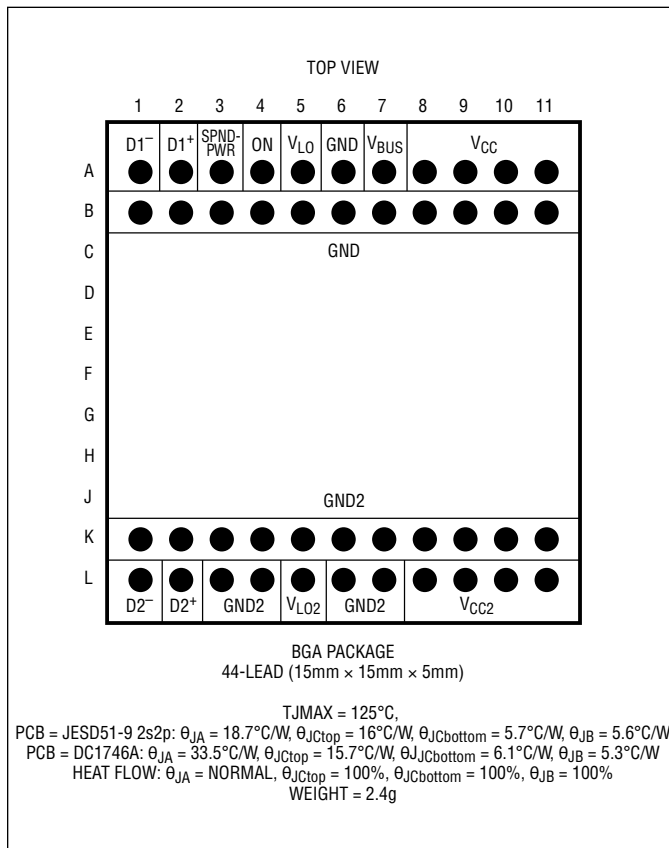 TOP VIEW
1 2 3 4 5 6 7 8 9 10 11
D1⁻ D1⁺ SPND-PWR ON VLO GND VBUS VCC
A
B
C GND
D
E
F
G
H
J GND2
K
L
D2⁻ D2⁺ GND2 VLO2 GND2 VCC2
BGA PACKAGE
44-LEAD (15mm × 15mm × 5mm)
TJMAX = 125°C,
PCB = JESD51-9 2s2p: θJA = 18.7°C/W, θJCtop = 16°C/W, θJCbottom = 5.7°C/W, θJB = 5.6°C/W
PCB = DC1746A: θJA = 33.5°C/W, θJCtop = 15.7°C/W, θJJCbottom = 6.1°C/W, θJB = 5.3°C/W
HEAT FLOW: θJA = NORMAL, θJCtop = 100%, θJCbottom = 100%, θJB = 100%
WEIGHT = 2.4g